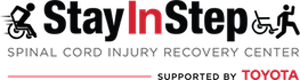 StayInStep
SPINAL CORD INJURY RECOVERY CENTER
SUPPORTED BY TOYOTA